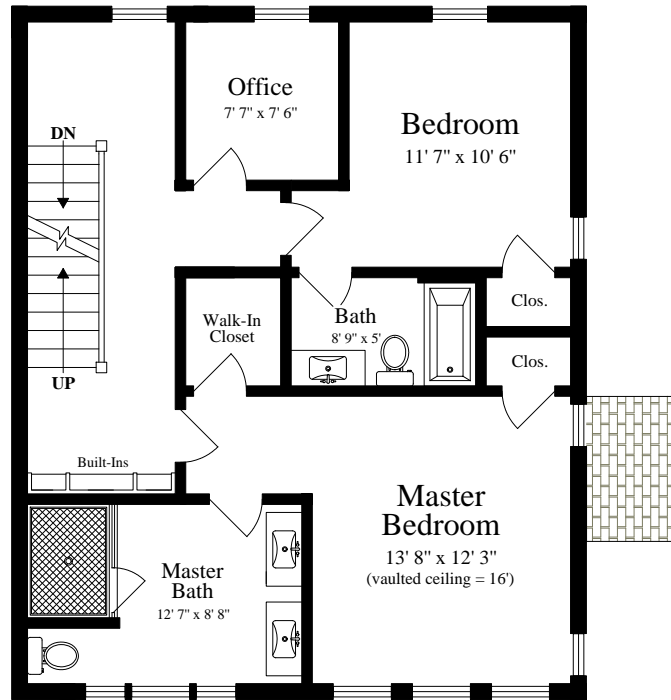 Office
7' 7" x 7' 6"
Bedroom
11' 7" x 10' 6"
DN
UP
Walk-In
Closet
Bath
8' 9" x 5'
Clos.
Clos.
Built-Ins
Master
Bedroom
13' 8" x 12' 3"
(vaulted ceiling = 16')
Master
Bath
12' 7" x 8' 8"